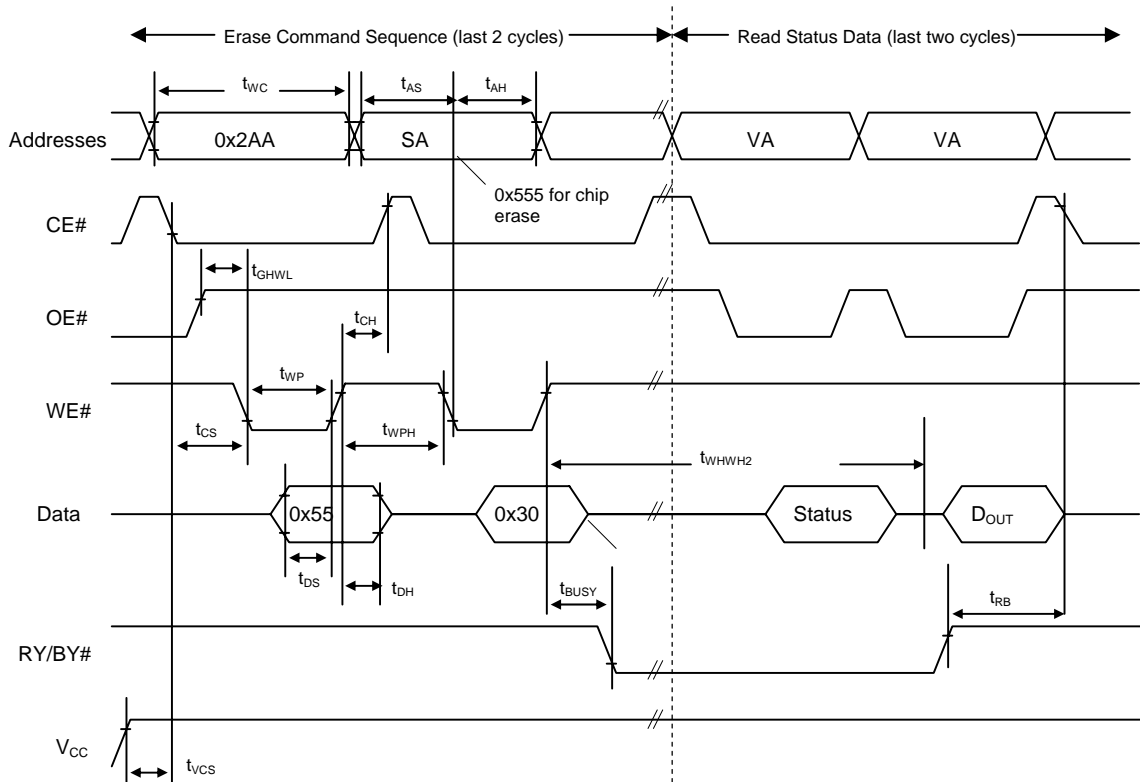 Erase Command Sequence (last 2 cycles) Read Status Data (last two cycles)
tWC tAS tAH
Addresses 0x2AA SA VA VA
0x555 for chip
erase
CE#
tGHWL
OE#
tCH
tWP
WE#
tCS tWPH
tWHWH2
Data 0x55 0x30 Status DOUT
tDS tDH tBUSY tRB
RY/BY#
VCC
tVCS